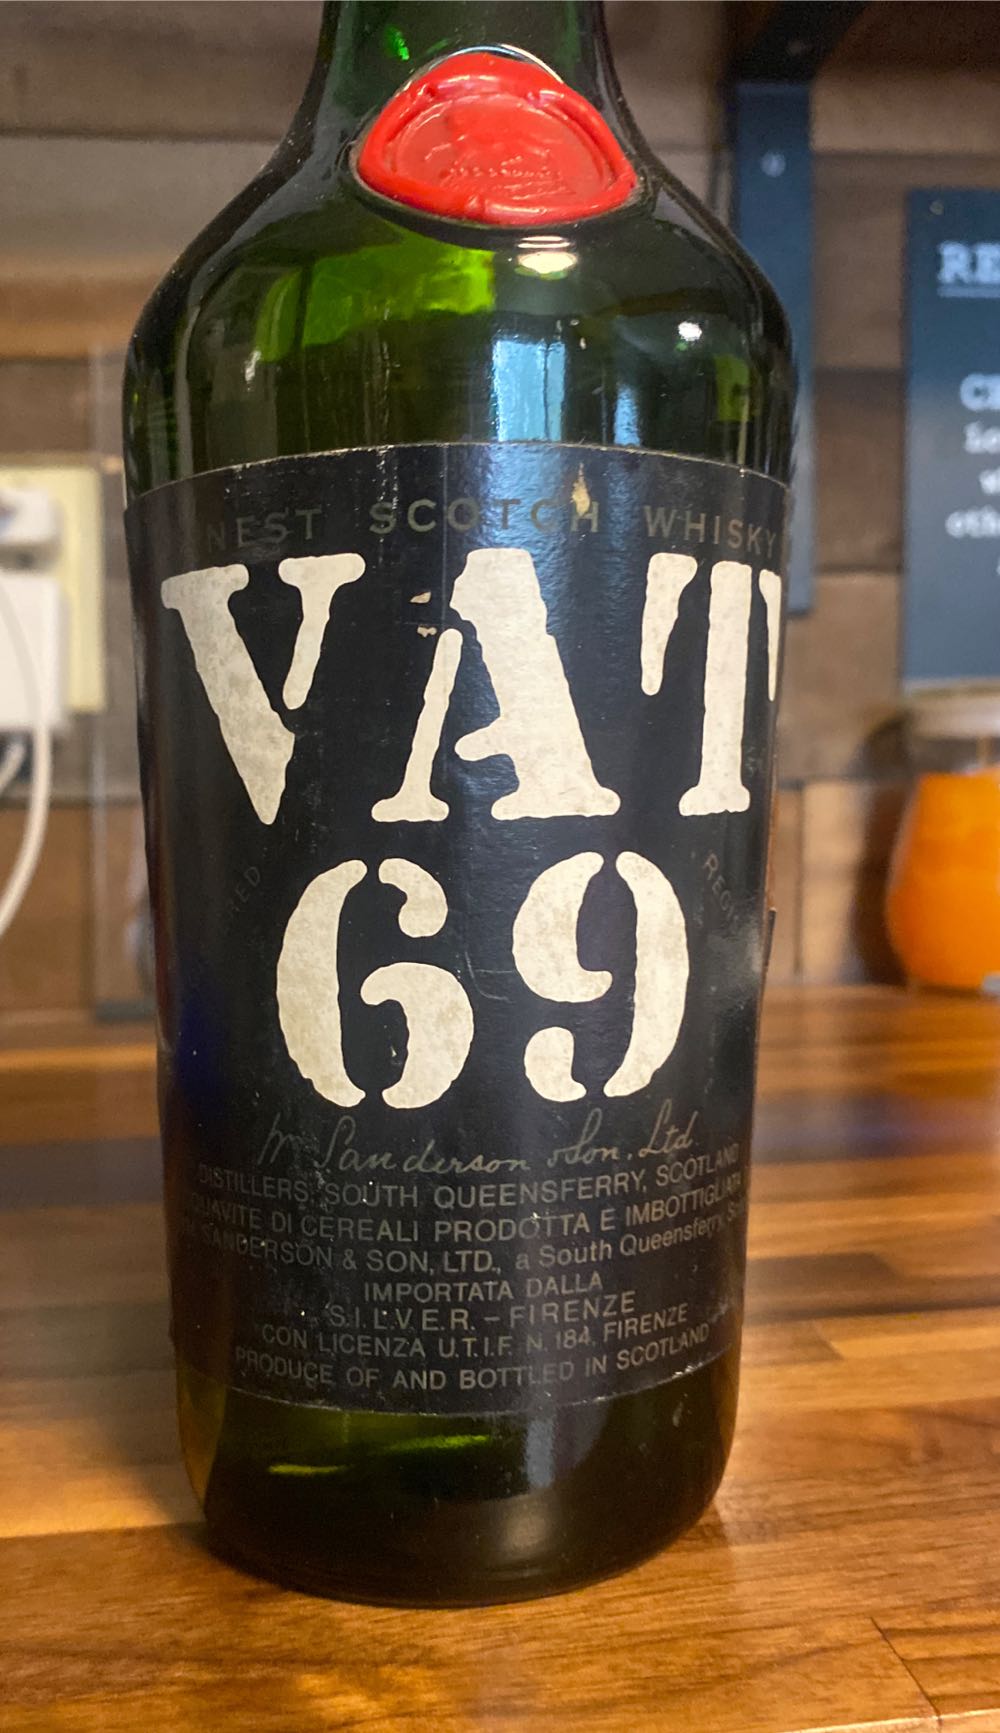 NEST SCOTCH WHISKY
VAT
69
Wm Sanderson & Son. Ltd
DISTILLERS, SOUTH QUEENSFERRY, SCOTLAND
QUAVITE DI CEREALI PRODOTTA E IMBOTTIGLIATA
SANDERSON & SON, LTD., a South Queensferry,
IMPORTATA DALLA
S.I.L.V.E.R. - FIRENZE
CON LICENZA U.T.I.F. N. 184, FIRENZE
PRODUCE OF AND BOTTLED IN SCOTLAND
RE